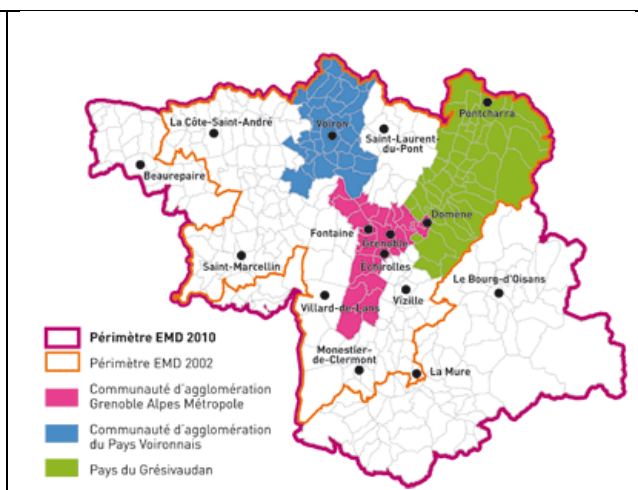 La Côte-Saint-André
Voiron
Saint-Laurent-
du-Pont
Pontcharra
Beaurepaire
Fontaine
Domène
Grenoble
Echirolles
Saint-Marcellin
Le Bourg-d'Oisans
Villard-de-Lans
Vizille
Monestier-
de-Clermont
La Mure
Périmètre EMD 2010
Périmètre EMD 2002
Communauté d'agglomération
Grenoble Alpes Métropole
Communauté d'agglomération
du Pays Voironnais
Pays du Grésivaudan